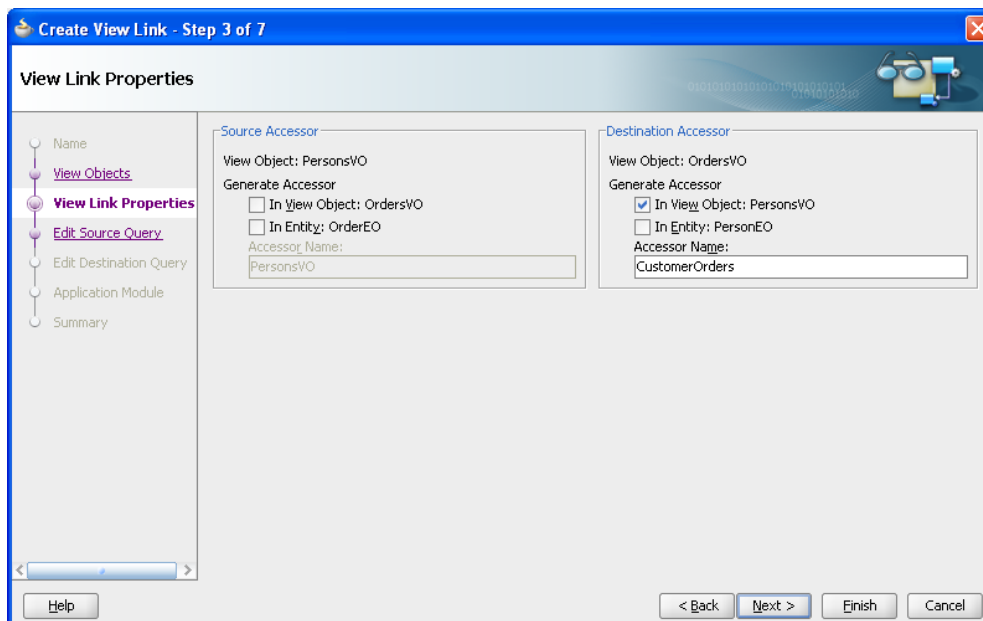 Create View Link - Step 3 of 7
View Link Properties
Name
View Objects
View Link Properties
Edit Source Query
Edit Destination Query
Application Module
Summary
Source Accessor
View Object: PersonsVO
Generate Accessor
In View Object: OrdersVO
In Entity: OrderEO
Accessor Name:
PersonsVO
Destination Accessor
View Object: OrdersVO
Generate Accessor
In View Object: PersonsVO
In Entity: PersonEO
Accessor Name:
CustomerOrders
Help
< Back
Next >
Finish
Cancel